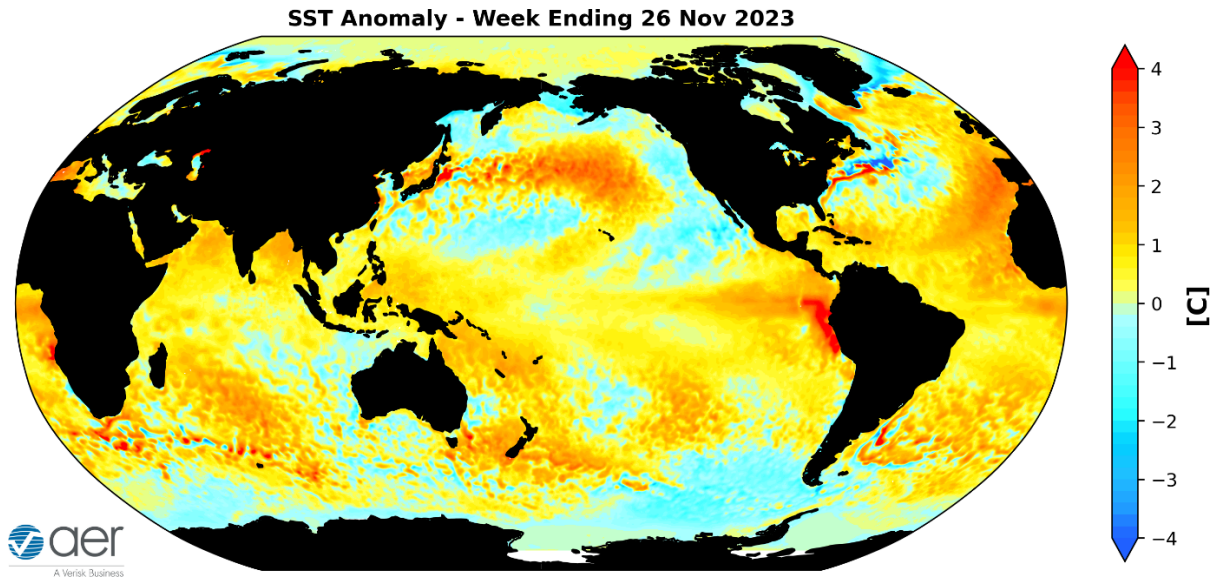 SST Anomaly - Week Ending 26 Nov 2023
4
3
2
1
0
−1
−2
−3
−4
[C]
aer
A Verisk Business